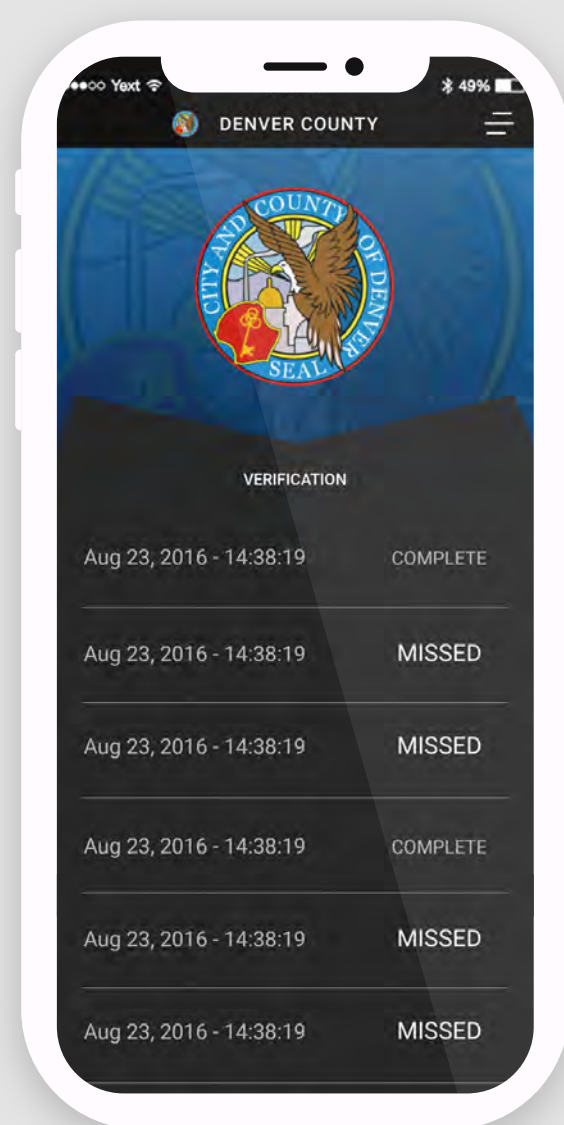 Yext 49%
DENVER COUNTY
CITY AND COUNTY OF DENVER
SEAL
VERIFICATION
Aug 23, 2016 - 14:38:19 COMPLETE
Aug 23, 2016 - 14:38:19 MISSED
Aug 23, 2016 - 14:38:19 MISSED
Aug 23, 2016 - 14:38:19 COMPLETE
Aug 23, 2016 - 14:38:19 MISSED
Aug 23, 2016 - 14:38:19 MISSED